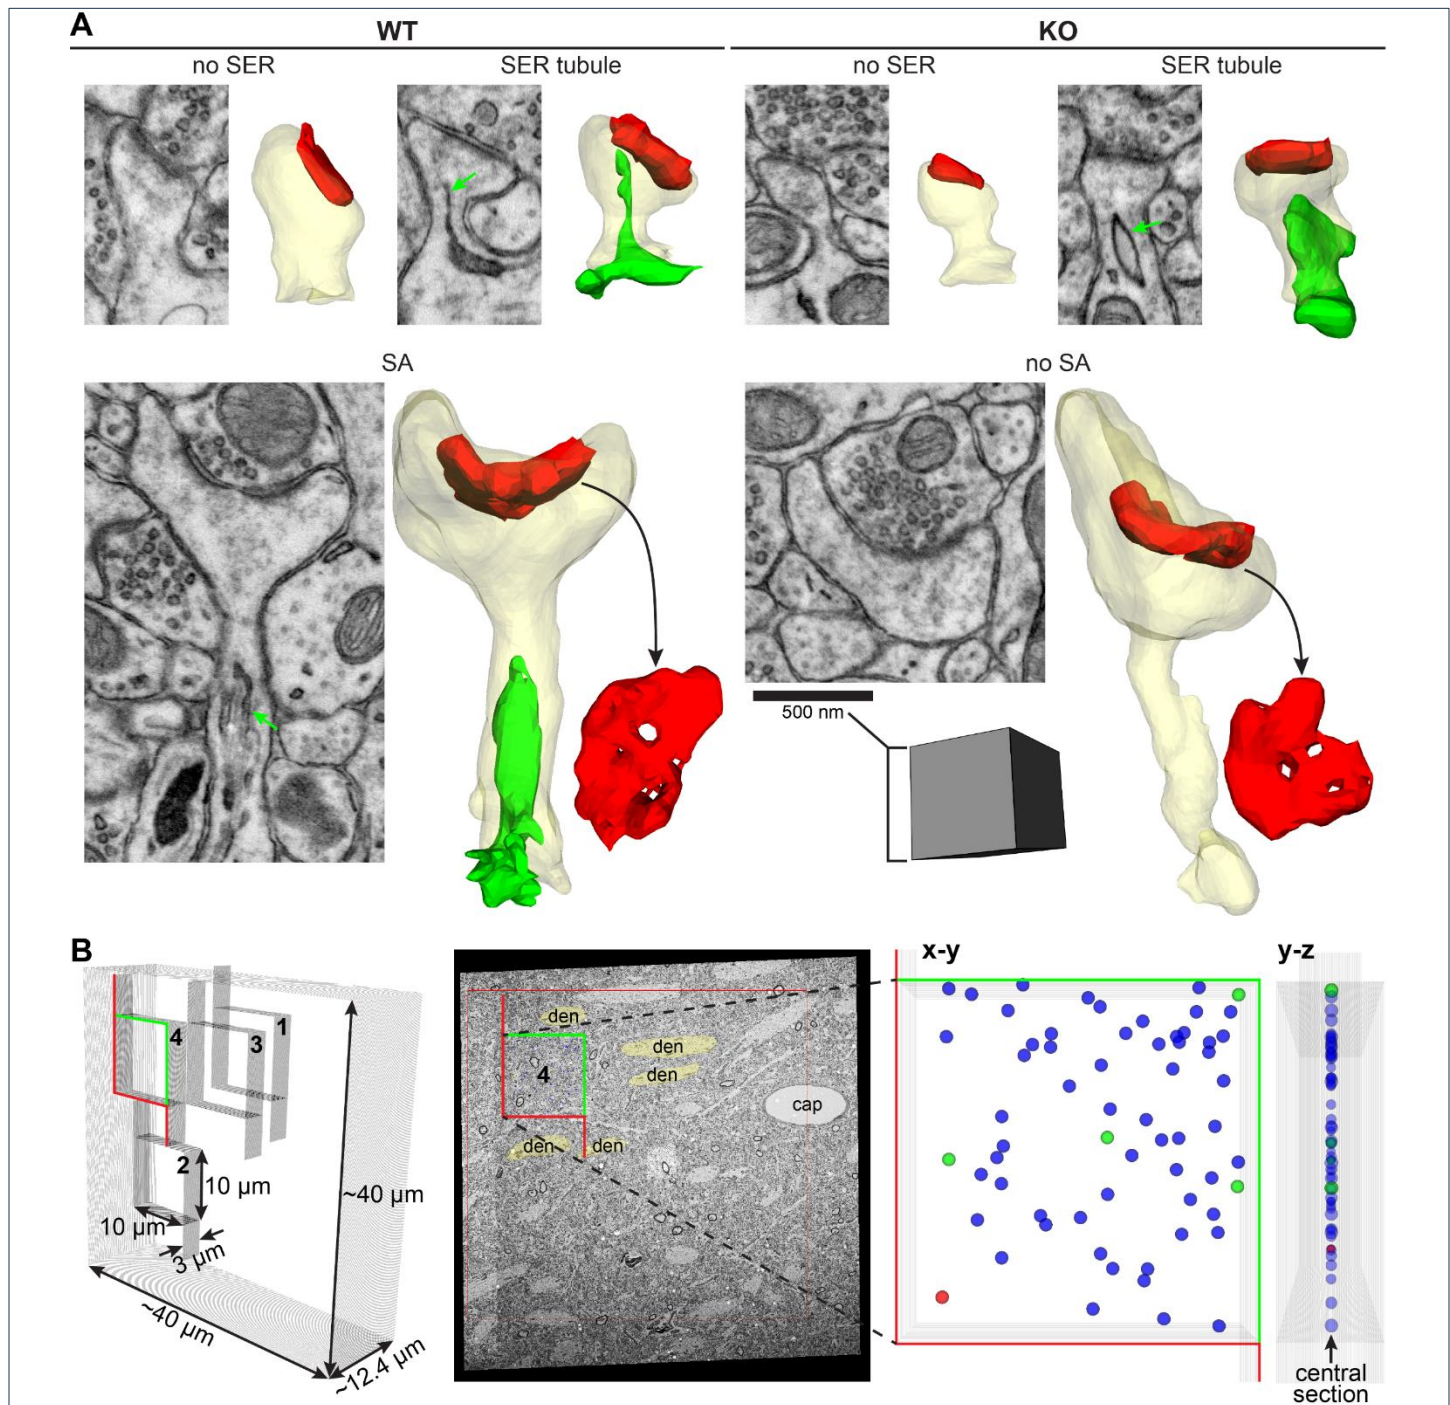 A
WT
KO
no SER
SER tubule
no SER
SER tubule
SA
no SA
500 nm
B
x-y
y-z
1
3
4
2
10 µm
10 µm
3 µm
~40 µm
~40 µm
~12.4 µm
den
den
den
4
cap
den
den
central
section